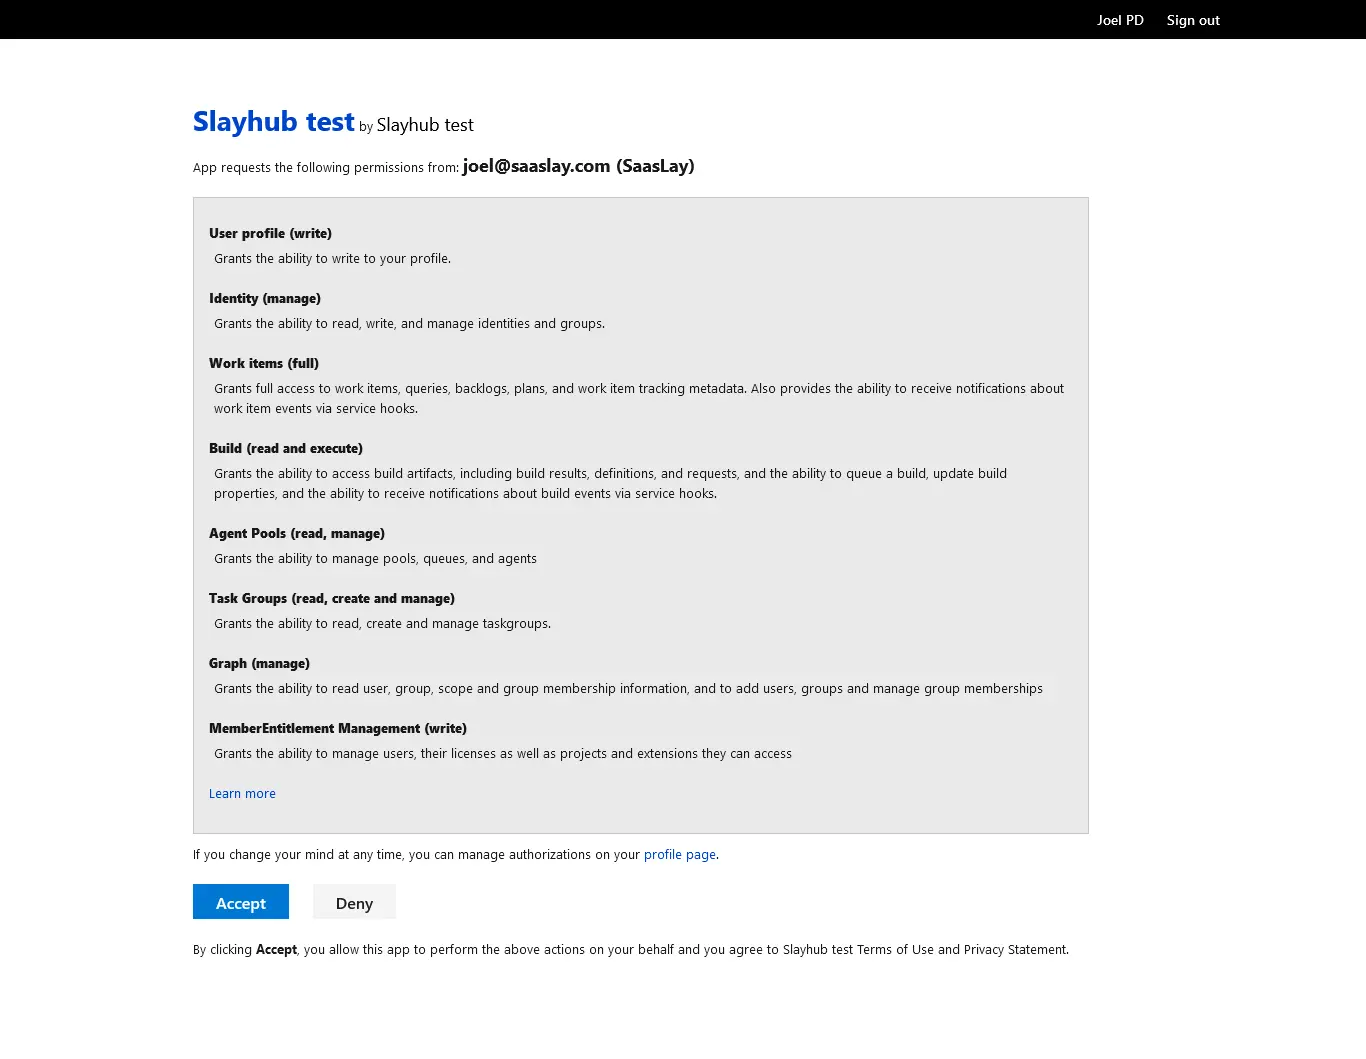 Joel PD Sign out
Slayhub test by Slayhub test
App requests the following permissions from: joel@saaslay.com (SaasLay)
User profile (write)
Grants the ability to write to your profile.
Identity (manage)
Grants the ability to read, write, and manage identities and groups.
Work items (full)
Grants full access to work items, queries, backlogs, plans, and work item tracking metadata. Also provides the ability to receive notifications about
work item events via service hooks.
Build (read and execute)
Grants the ability to access build artifacts, including build results, definitions, and requests, and the ability to queue a build, update build
properties, and the ability to receive notifications about build events via service hooks.
Agent Pools (read, manage)
Grants the ability to manage pools, queues, and agents
Task Groups (read, create and manage)
Grants the ability to read, create and manage taskgroups.
Graph (manage)
Grants the ability to read user, group, scope and group membership information, and to add users, groups and manage group memberships
MemberEntitlement Management (write)
Grants the ability to manage users, their licenses as well as projects and extensions they can access
Learn more
If you change your mind at any time, you can manage authorizations on your profile page.
Accept Deny
By clicking Accept, you allow this app to perform the above actions on your behalf and you agree to Slayhub test Terms of Use and Privacy Statement.